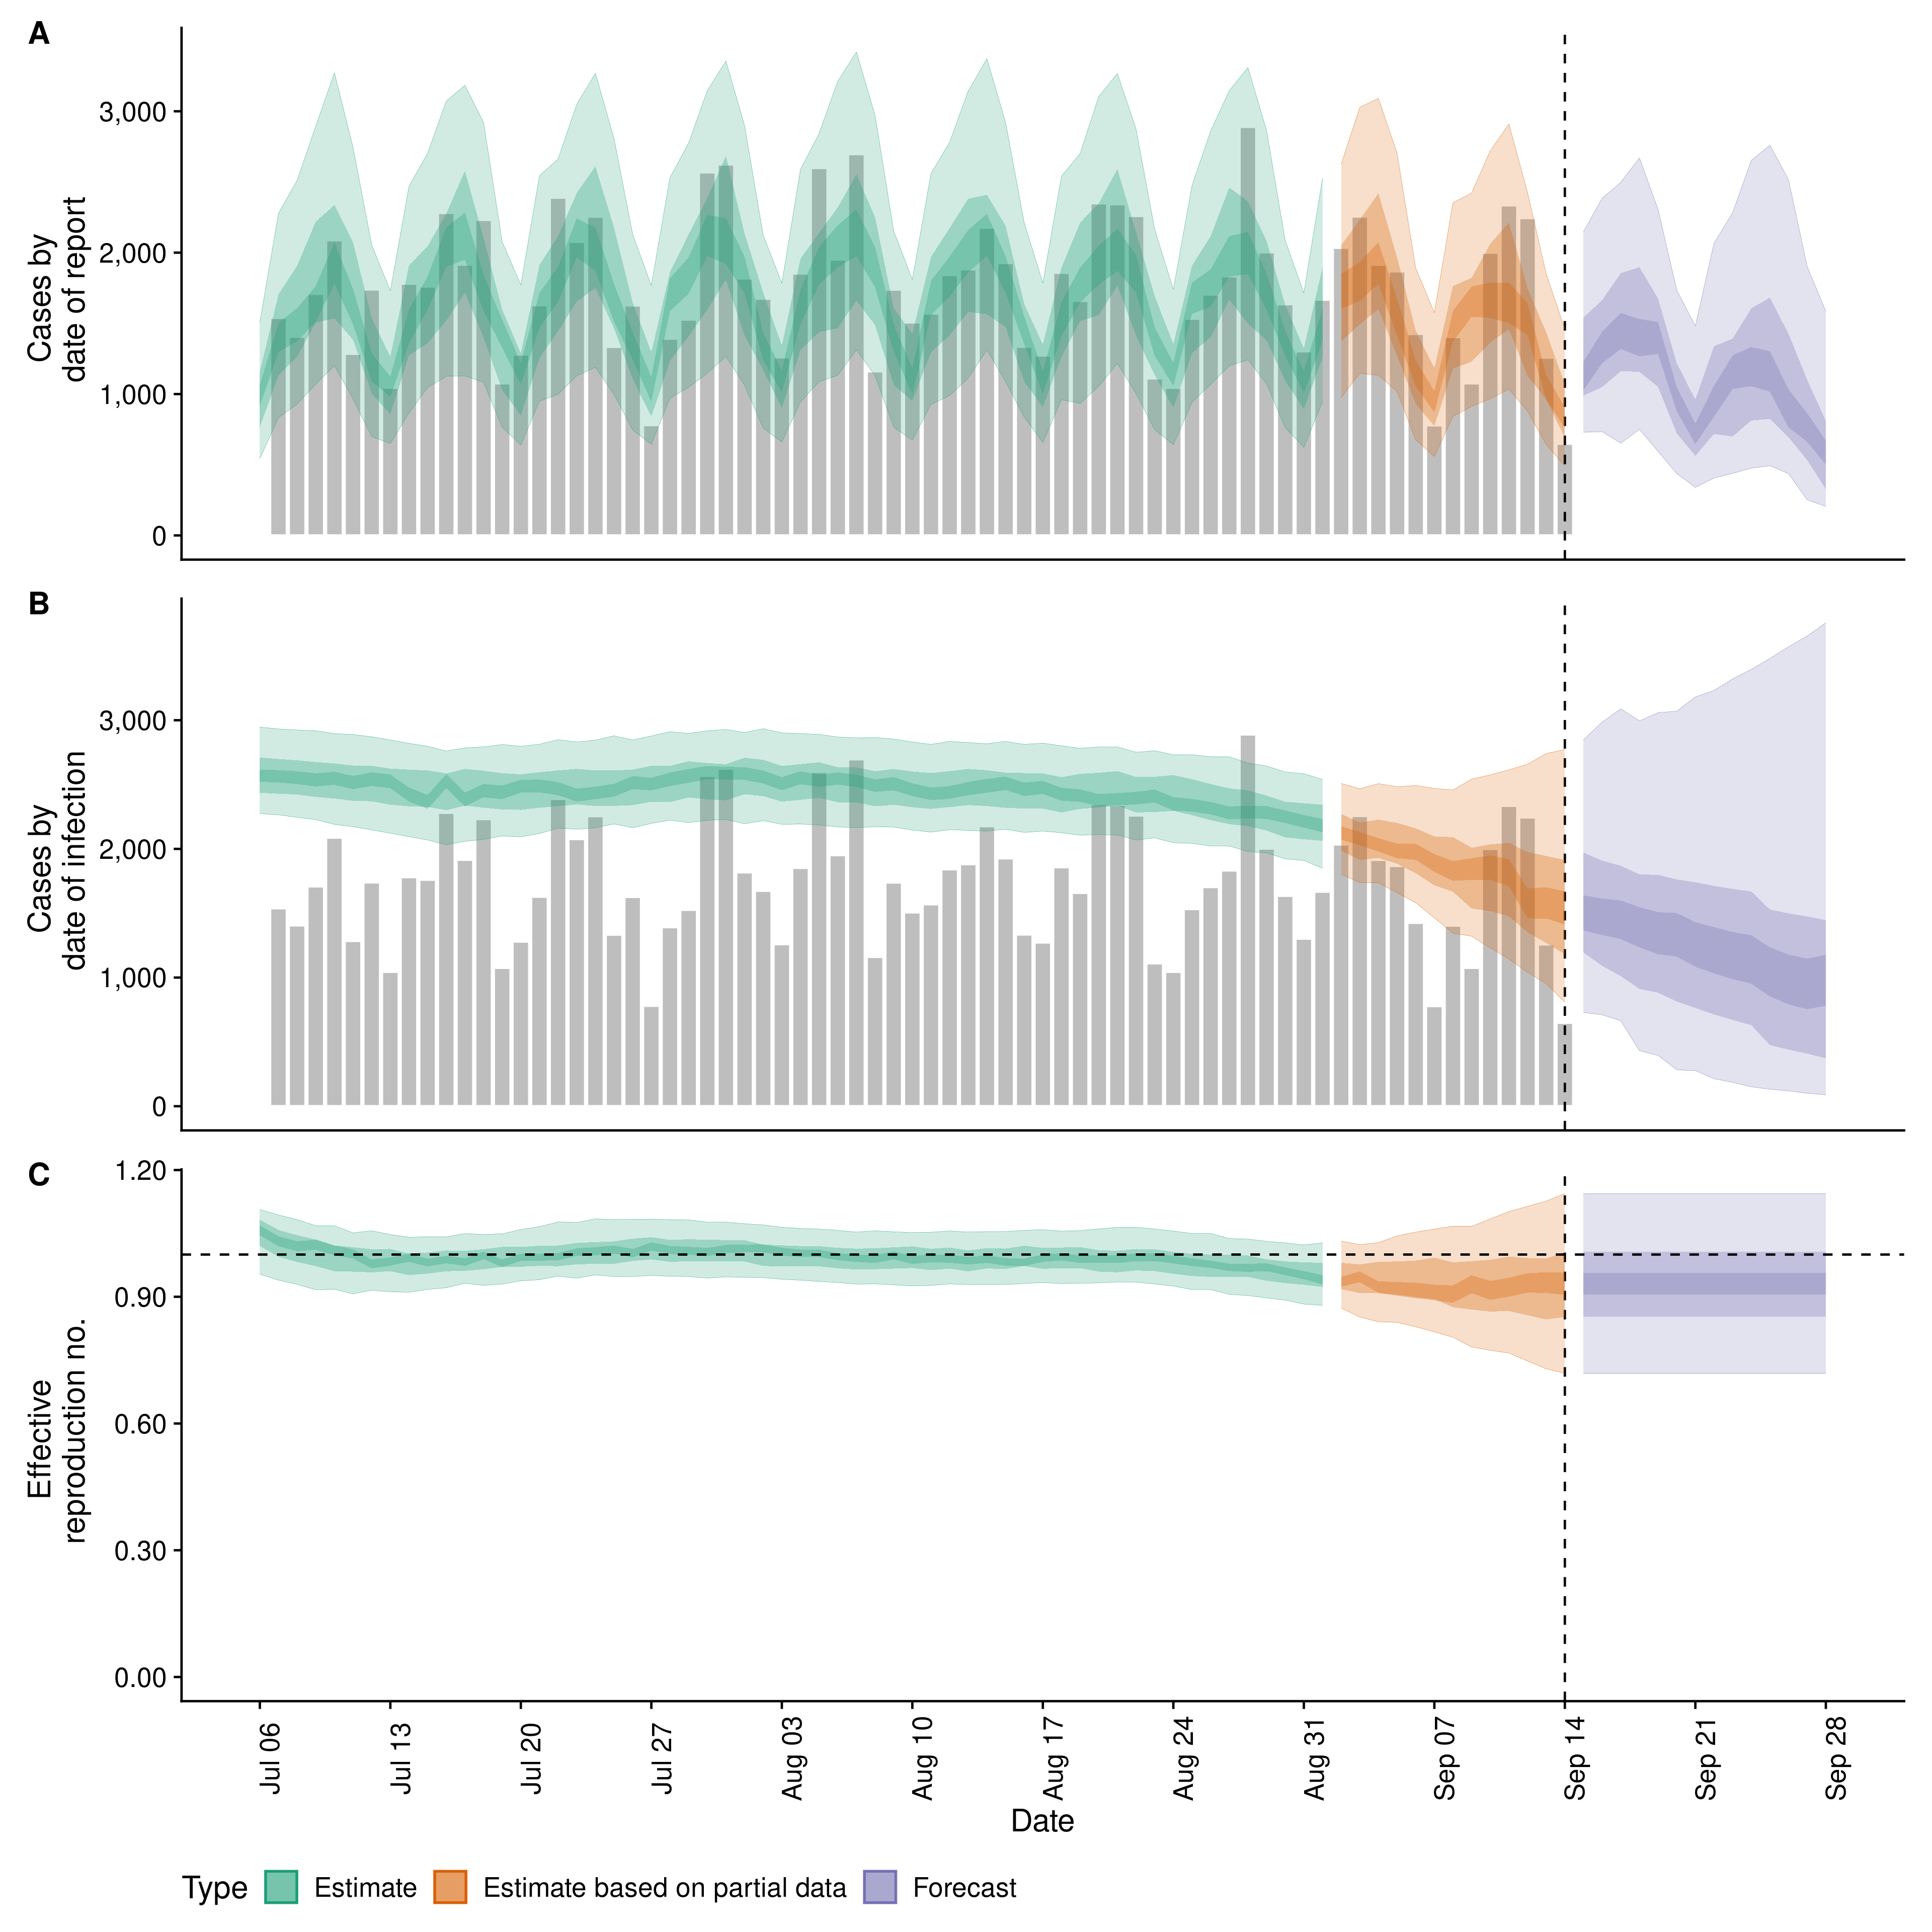 A
Cases by
date of report
3,000
2,000
1,000
0
B
Cases by
date of infection
3,000
2,000
1,000
0
C
Effective
reproduction no.
1.20
0.90
0.60
0.30
0.00
Jul 06
Jul 13
Jul 20
Jul 27
Aug 03
Aug 10
Aug 17
Aug 24
Aug 31
Sep 07
Sep 14
Sep 21
Sep 28
Date
Type Estimate Estimate based on partial data Forecast